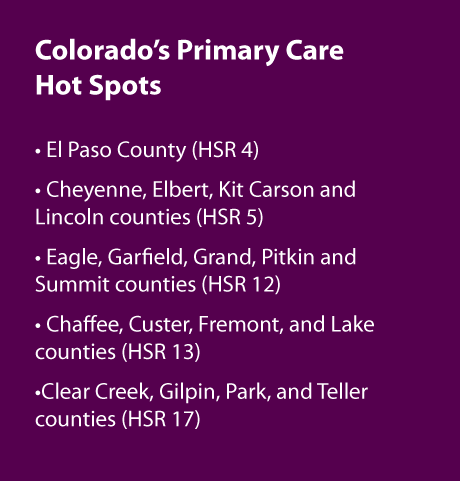 Colorado’s Primary Care
Hot Spots
• El Paso County (HSR 4)
• Cheyenne, Elbert, Kit Carson and
Lincoln counties (HSR 5)
• Eagle, Garfield, Grand, Pitkin and
Summit counties (HSR 12)
• Chaffee, Custer, Fremont, and Lake
counties (HSR 13)
•Clear Creek, Gilpin, Park, and Teller
counties (HSR 17)